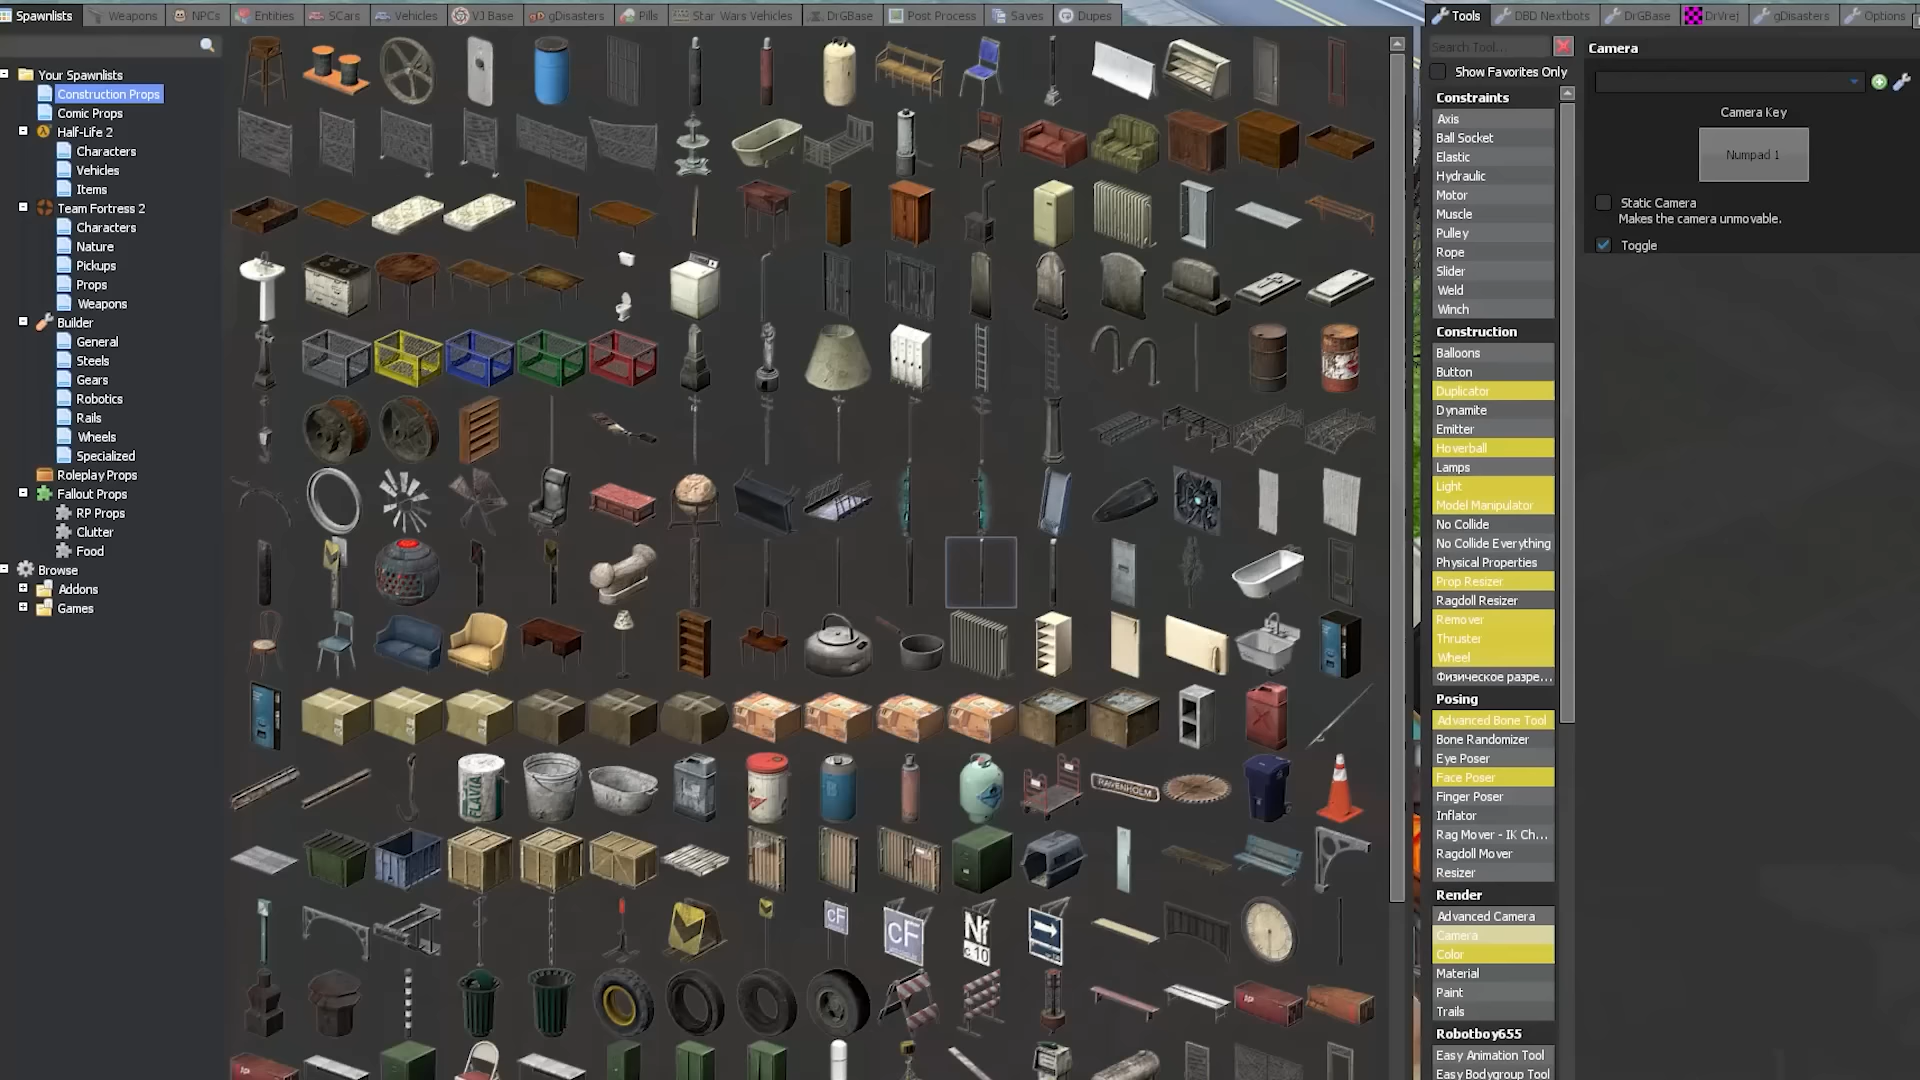 Spawnlists
Weapons
NPCs
Entities
SCars
Vehicles
VJ Base
gDisasters
Pills
Star Wars Vehicles
DrGBase
Post Process
Saves
Dupes
Tools
DBD Nextbots
DrGBase
DrVrej
gDisasters
Options
Your Spawnlists
Construction Props
Comic Props
Half-Life 2
Characters
Vehicles
Items
Team Fortress 2
Characters
Nature
Pickups
Props
Weapons
Builder
General
Steels
Gears
Robotics
Rails
Wheels
Specialized
Roleplay Props
Fallout Props
RP Props
Clutter
Food
Browse
Addons
Games
RAVENHOLM
CF
CF
Nf
c 10
Search Tool...
Show Favorites Only
Constraints
Axis
Ball Socket
Elastic
Hydraulic
Motor
Muscle
Pulley
Rope
Slider
Weld
Winch
Construction
Balloons
Button
Duplicator
Dynamite
Emitter
Hoverball
Lamps
Light
Model Manipulator
No Collide
No Collide Everything
Physical Properties
Prop Resizer
Ragdoll Resizer
Remover
Thruster
Wheel
Физическое разре...
Posing
Advanced Bone Tool
Bone Randomizer
Eye Poser
Face Poser
Finger Poser
Inflator
Rag Mover - IK Ch...
Ragdoll Mover
Resizer
Render
Advanced Camera
Camera
Color
Material
Paint
Trails
Robotboy655
Easy Animation Tool
Easy Bodygroup Tool
Camera
Camera Key
Numpad 1
Static Camera
Makes the camera unmovable.
Toggle